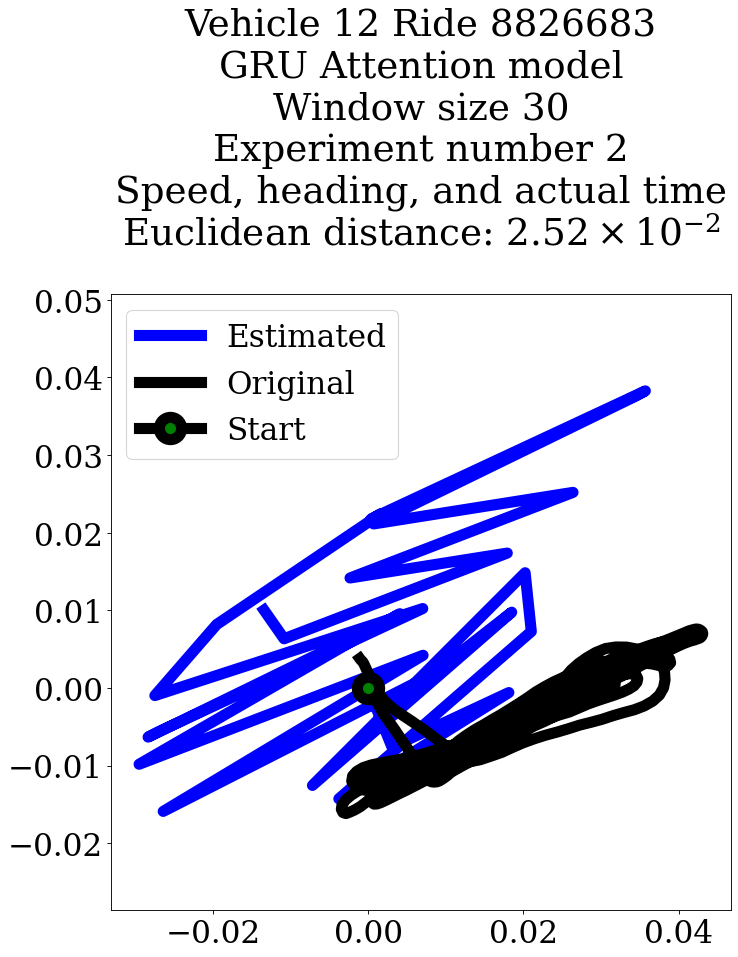 Vehicle 12 Ride 8826683
GRU Attention model
Window size 30
Experiment number 2
Speed, heading, and actual time
Euclidean distance: 2.52 × 10⁻²
Estimated
Original
Start
0.05
0.04
0.03
0.02
0.01
0.00
−0.01
−0.02
−0.02 0.00 0.02 0.04